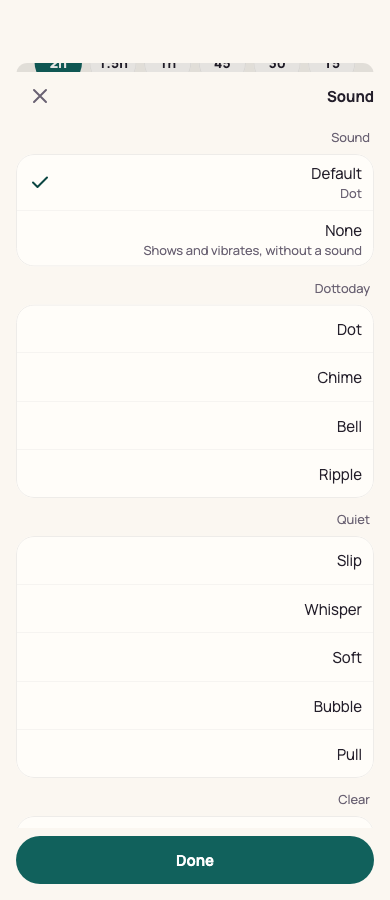 2h 1.5h 1h 45 30 15
Sound
Sound
Default
Dot
None
Shows and vibrates, without a sound
Dottoday
Dot
Chime
Bell
Ripple
Quiet
Slip
Whisper
Soft
Bubble
Pull
Clear
Done